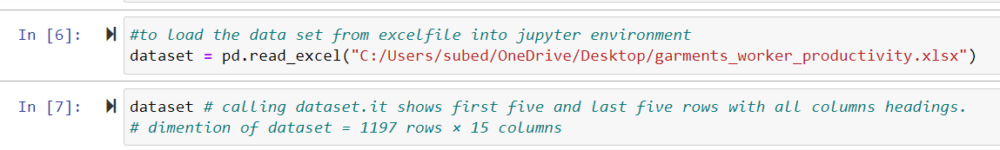 In [6]: #to load the data set from excelfile into jupyter environment
dataset = pd.read_excel("C:/Users/subed/OneDrive/Desktop/garments_worker_productivity.xlsx")
In [7]: dataset # calling dataset.it shows first five and last five rows with all columns headings.
# dimention of dataset = 1197 rows × 15 columns